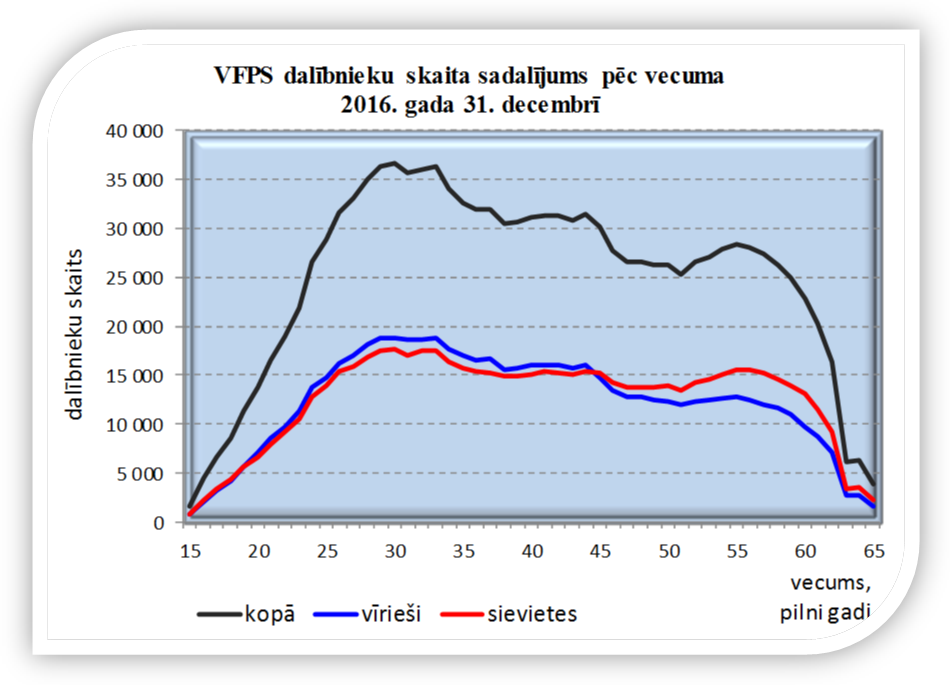 VFPS dalībnieku skaita sadalījums pēc vecuma
2016. gada 31. decembrī
dalībnieku skaits
40 000
35 000
30 000
25 000
20 000
15 000
10 000
5 000
0
15 20 25 30 35 40 45 50 55 60 65
vecums,
pilni gadi
kopā vīrieši sievietes